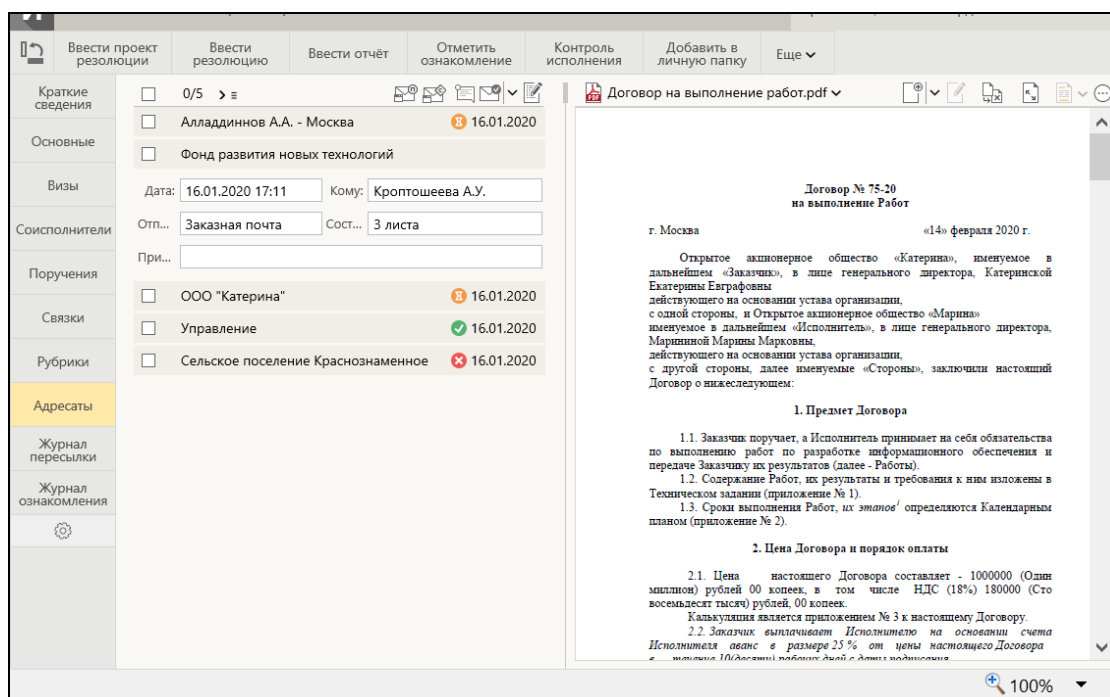 Ввести проект
резолюции
Ввести
резолюцию
Ввести отчёт
Отметить
ознакомление
Контроль
исполнения
Добавить в
личную папку
Еще
Краткие
сведения
Основные
Визы
Соисполнители
Поручения
Связки
Рубрики
Адресаты
Журнал
пересылки
Журнал
ознакомления
0/5
Алладдиннов А.А. - Москва 16.01.2020
Фонд развития новых технологий
Дата: 16.01.2020 17:11 Кому: Кроптошеева А.У.
Отп... Заказная почта Сост... 3 листа
При...
ООО "Катерина" 16.01.2020
Управление 16.01.2020
Сельское поселение Краснознаменное 16.01.2020
Договор на выполнение работ.pdf
Договор № 75-20
на выполнение Работ
г. Москва «14» февраля 2020 г.
Открытое акционерное общество «Катерина», именуемое в
дальнейшем «Заказчик», в лице генерального директора, Катеринской
Екатерины Евграфовны
действующего на основании устава организации,
с одной стороны, и Открытое акционерное общество «Марина»
именуемое в дальнейшем «Исполнитель», в лице генерального директора,
Марининой Марины Марковны,
действующего на основании устава организации,
с другой стороны, далее именуемые «Стороны», заключили настоящий
Договор о нижеследующем:
1. Предмет Договора
1.1. Заказчик поручает, а Исполнитель принимает на себя обязательства
по выполнению работ по разработке информационного обеспечения и
передаче Заказчику их результатов (далее - Работы).
1.2. Содержание Работ, их результаты и требования к ним изложены в
Техническом задании (приложение № 1).
1.3. Сроки выполнения Работ, их этапов¹ определяются Календарным
планом (приложение № 2).
2. Цена Договора и порядок оплаты
2.1. Цена настоящего Договора составляет - 1000000 (Один
миллион) рублей 00 копеек, в том числе НДС (18%) 180000 (Сто
восемьдесят тысяч) рублей, 00 копеек.
Калькуляция является приложением № 3 к настоящему Договору.
2.2. Заказчик выплачивает Исполнителю на основании счета
Исполнителя аванс в размере 25 % от цены настоящего Договора
в течение 10(десяти) рабочих дней с даты подписания
100%